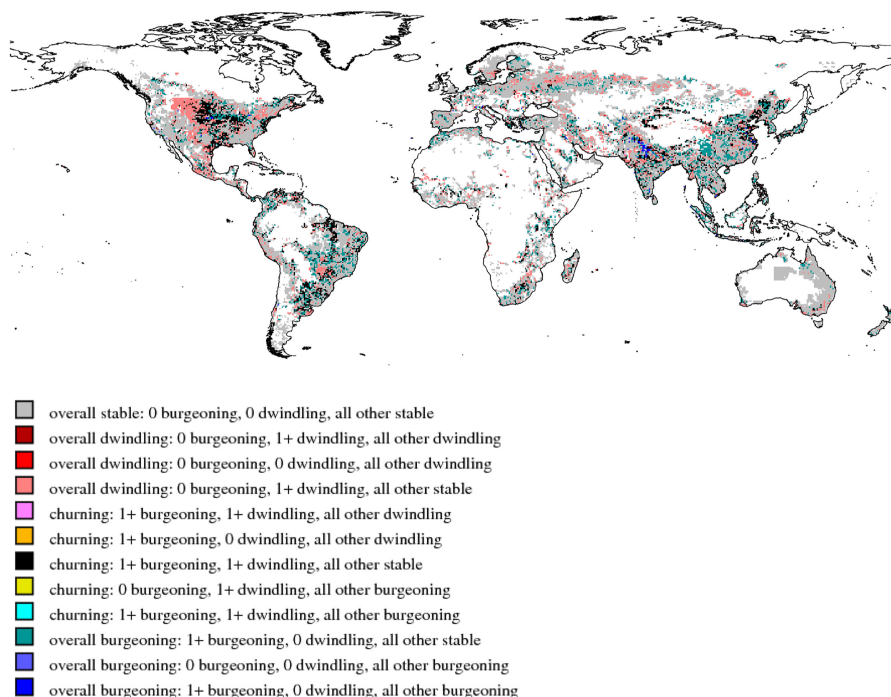 overall stable: 0 burgeoning, 0 dwindling, all other stable
overall dwindling: 0 burgeoning, 1+ dwindling, all other dwindling
overall dwindling: 0 burgeoning, 0 dwindling, all other dwindling
overall dwindling: 0 burgeoning, 1+ dwindling, all other stable
churning: 1+ burgeoning, 1+ dwindling, all other dwindling
churning: 1+ burgeoning, 0 dwindling, all other dwindling
churning: 1+ burgeoning, 1+ dwindling, all other stable
churning: 0 burgeoning, 1+ dwindling, all other burgeoning
churning: 1+ burgeoning, 1+ dwindling, all other burgeoning
overall burgeoning: 1+ burgeoning, 0 dwindling, all other stable
overall burgeoning: 0 burgeoning, 0 dwindling, all other burgeoning
overall burgeoning: 1+ burgeoning, 0 dwindling, all other burgeoning